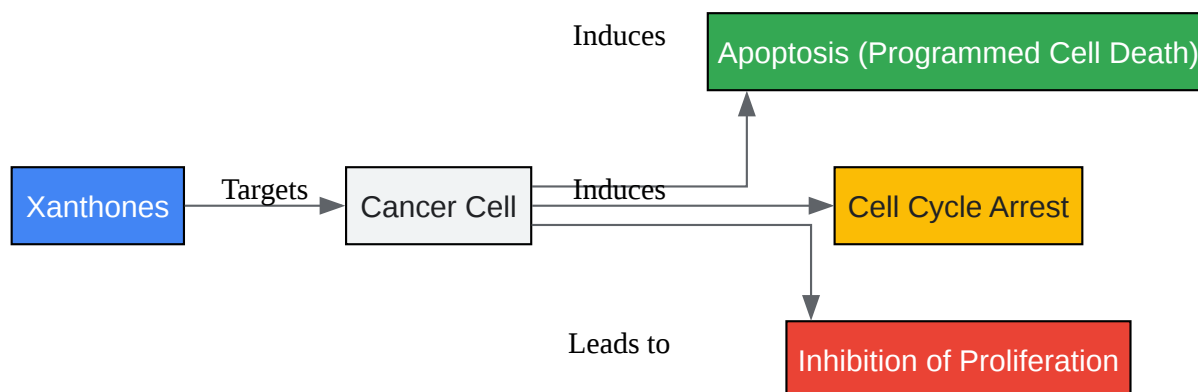 Induces
Apoptosis (Programmed Cell Death)
Xanthones
Targets
Cancer Cell
Induces
Cell Cycle Arrest
Leads to
Inhibition of Proliferation